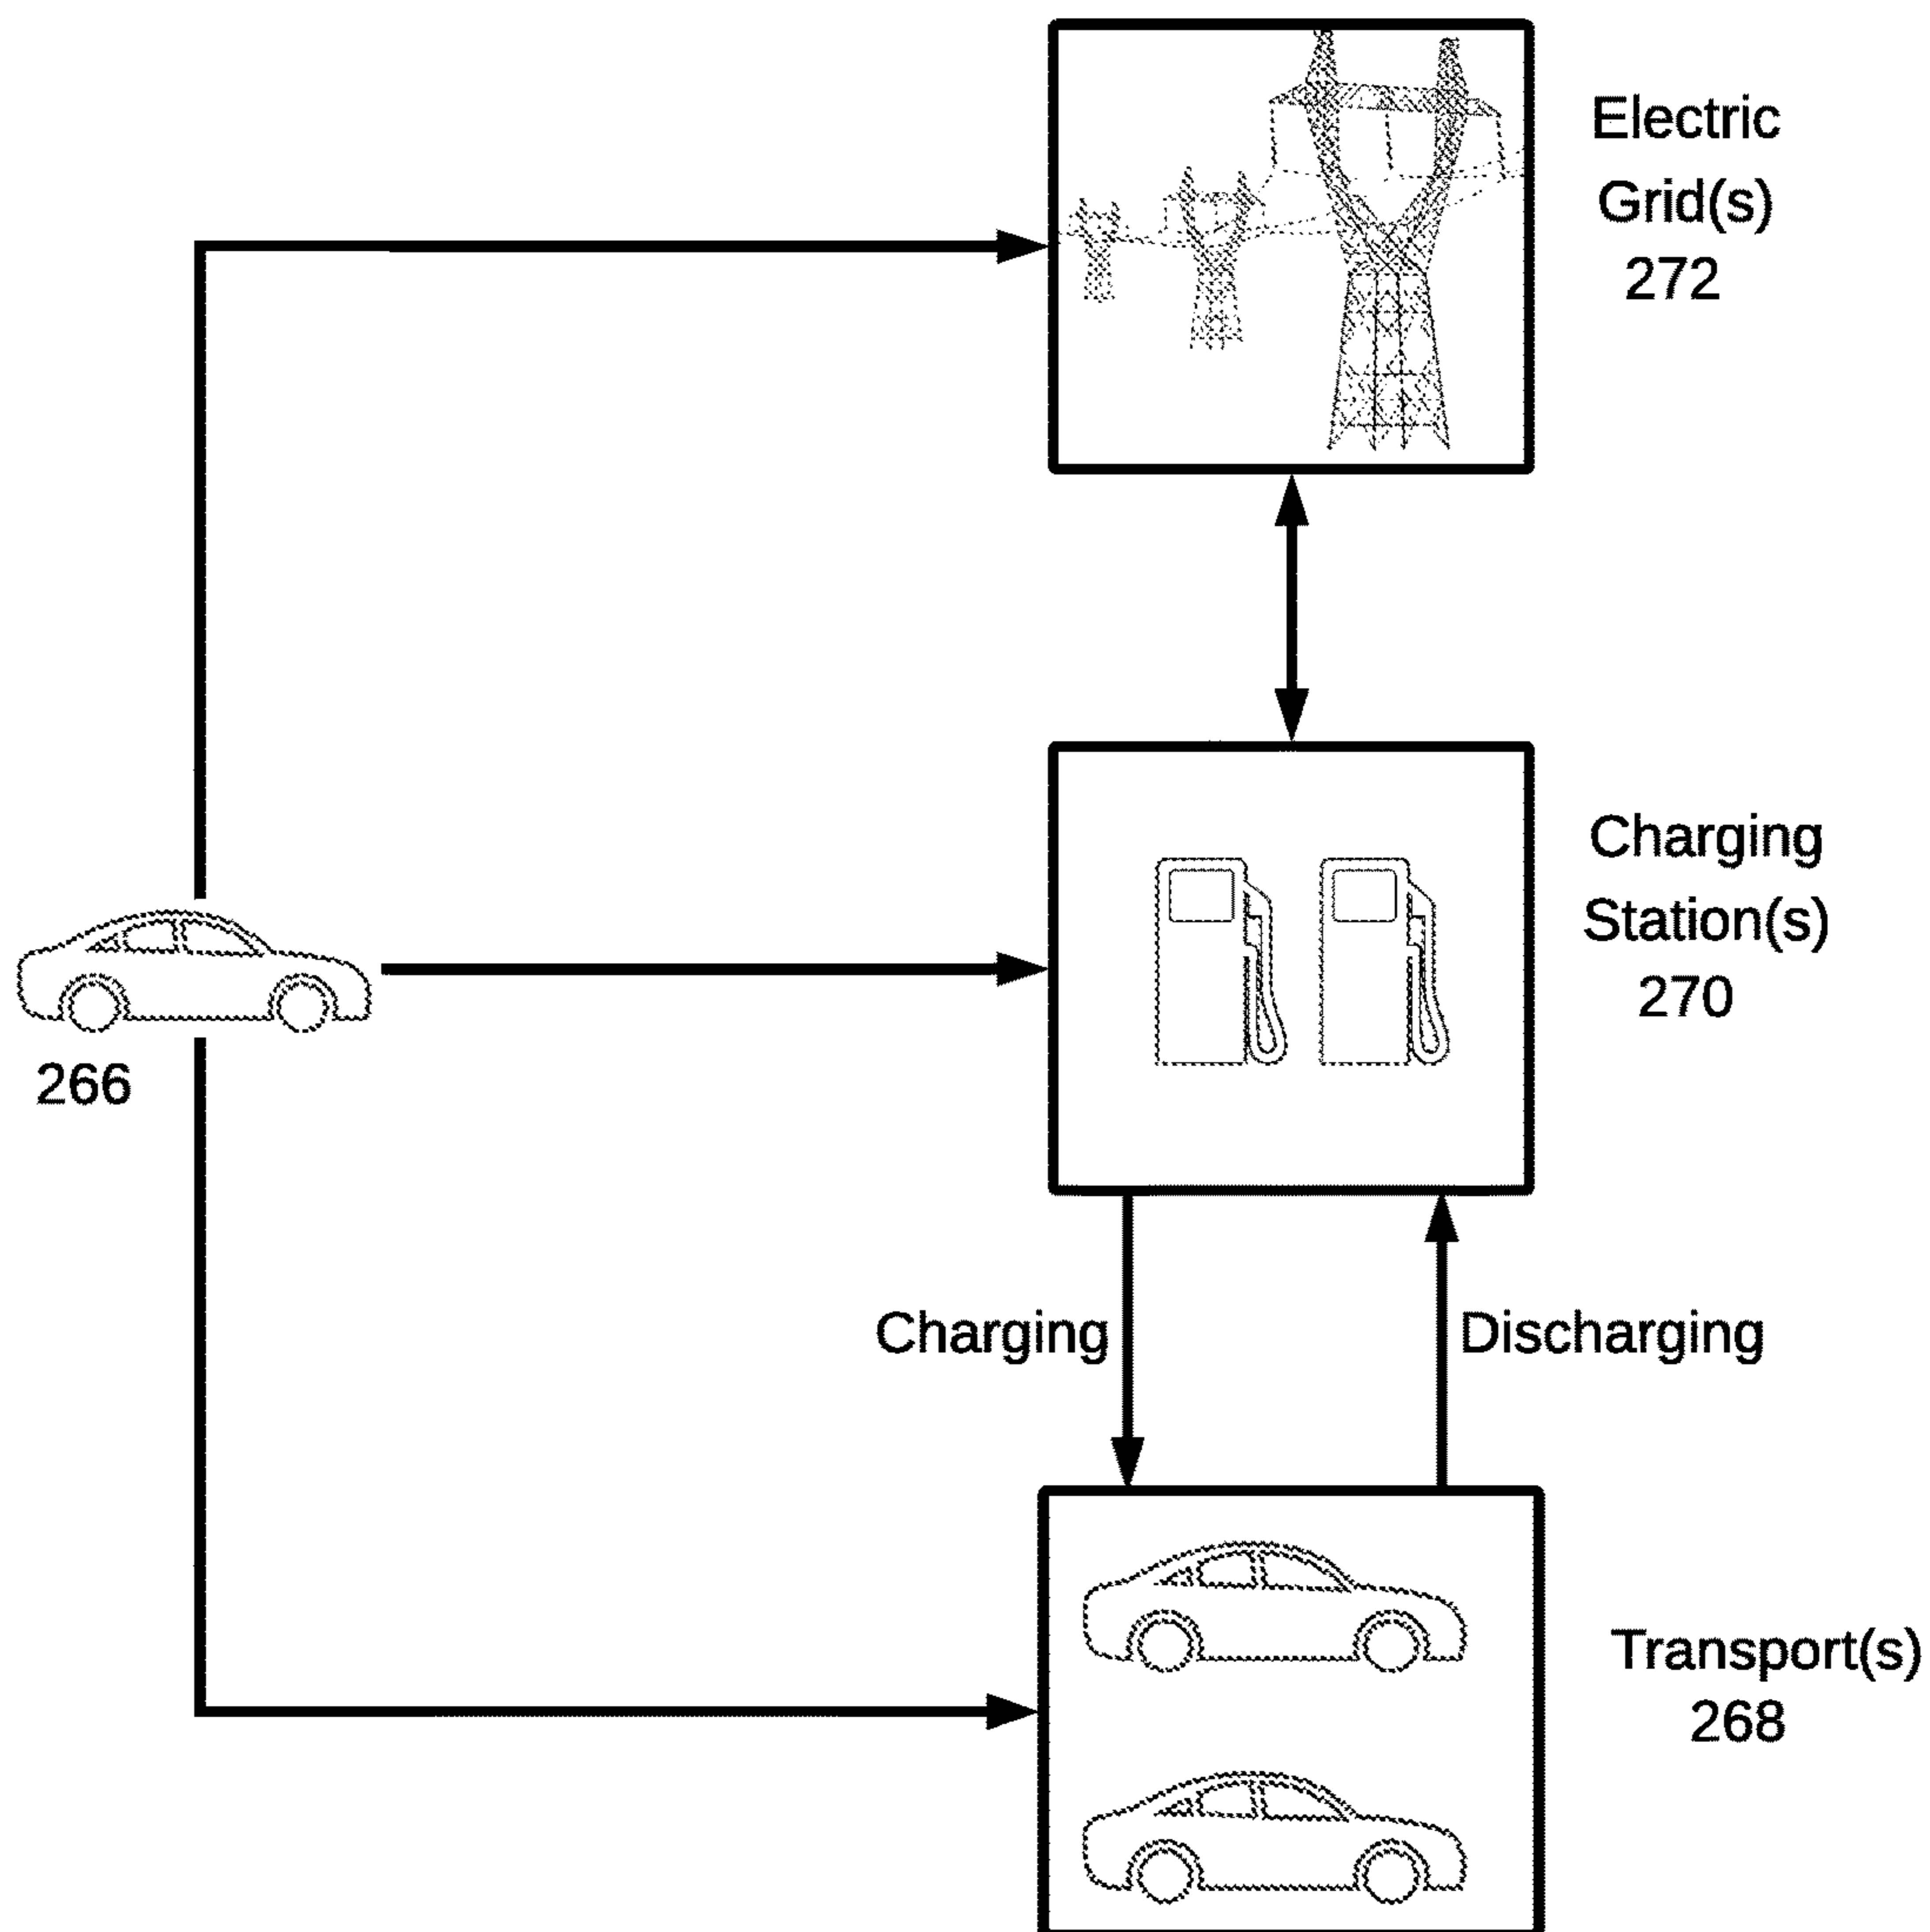 Electric
Grid(s)
272
Charging
Station(s)
270
266
Charging
Discharging
Transport(s)
268